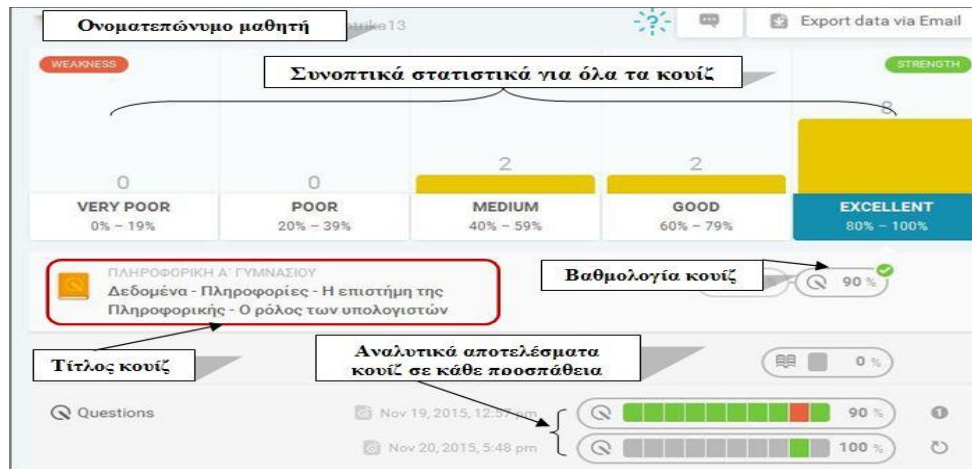 Ονοματεπώνυμο μαθητή
Export data via Email
WEAKNESS
Συνοπτικά στατιστικά για όλα τα κουίζ
STRENGTH
0 0 2 2 8
VERY POOR POOR MEDIUM GOOD EXCELLENT
0% – 19% 20% – 39% 40% – 59% 60% – 79% 80% – 100%
ΠΛΗΡΟΦΟΡΙΚΗ Α' ΓΥΜΝΑΣΙΟΥ
Δεδομένα - Πληροφορίες - Η επιστήμη της
Πληροφορικής - Ο ρόλος των υπολογιστών
Βαθμολογία κουίζ
90 %
Τίτλος κουίζ
Αναλυτικά αποτελέσματα
κουίζ σε κάθε προσπάθεια
0 %
Questions
Nov 19, 2015, 12:57 pm
90 %
1
Nov 20, 2015, 5:48 pm
100 %